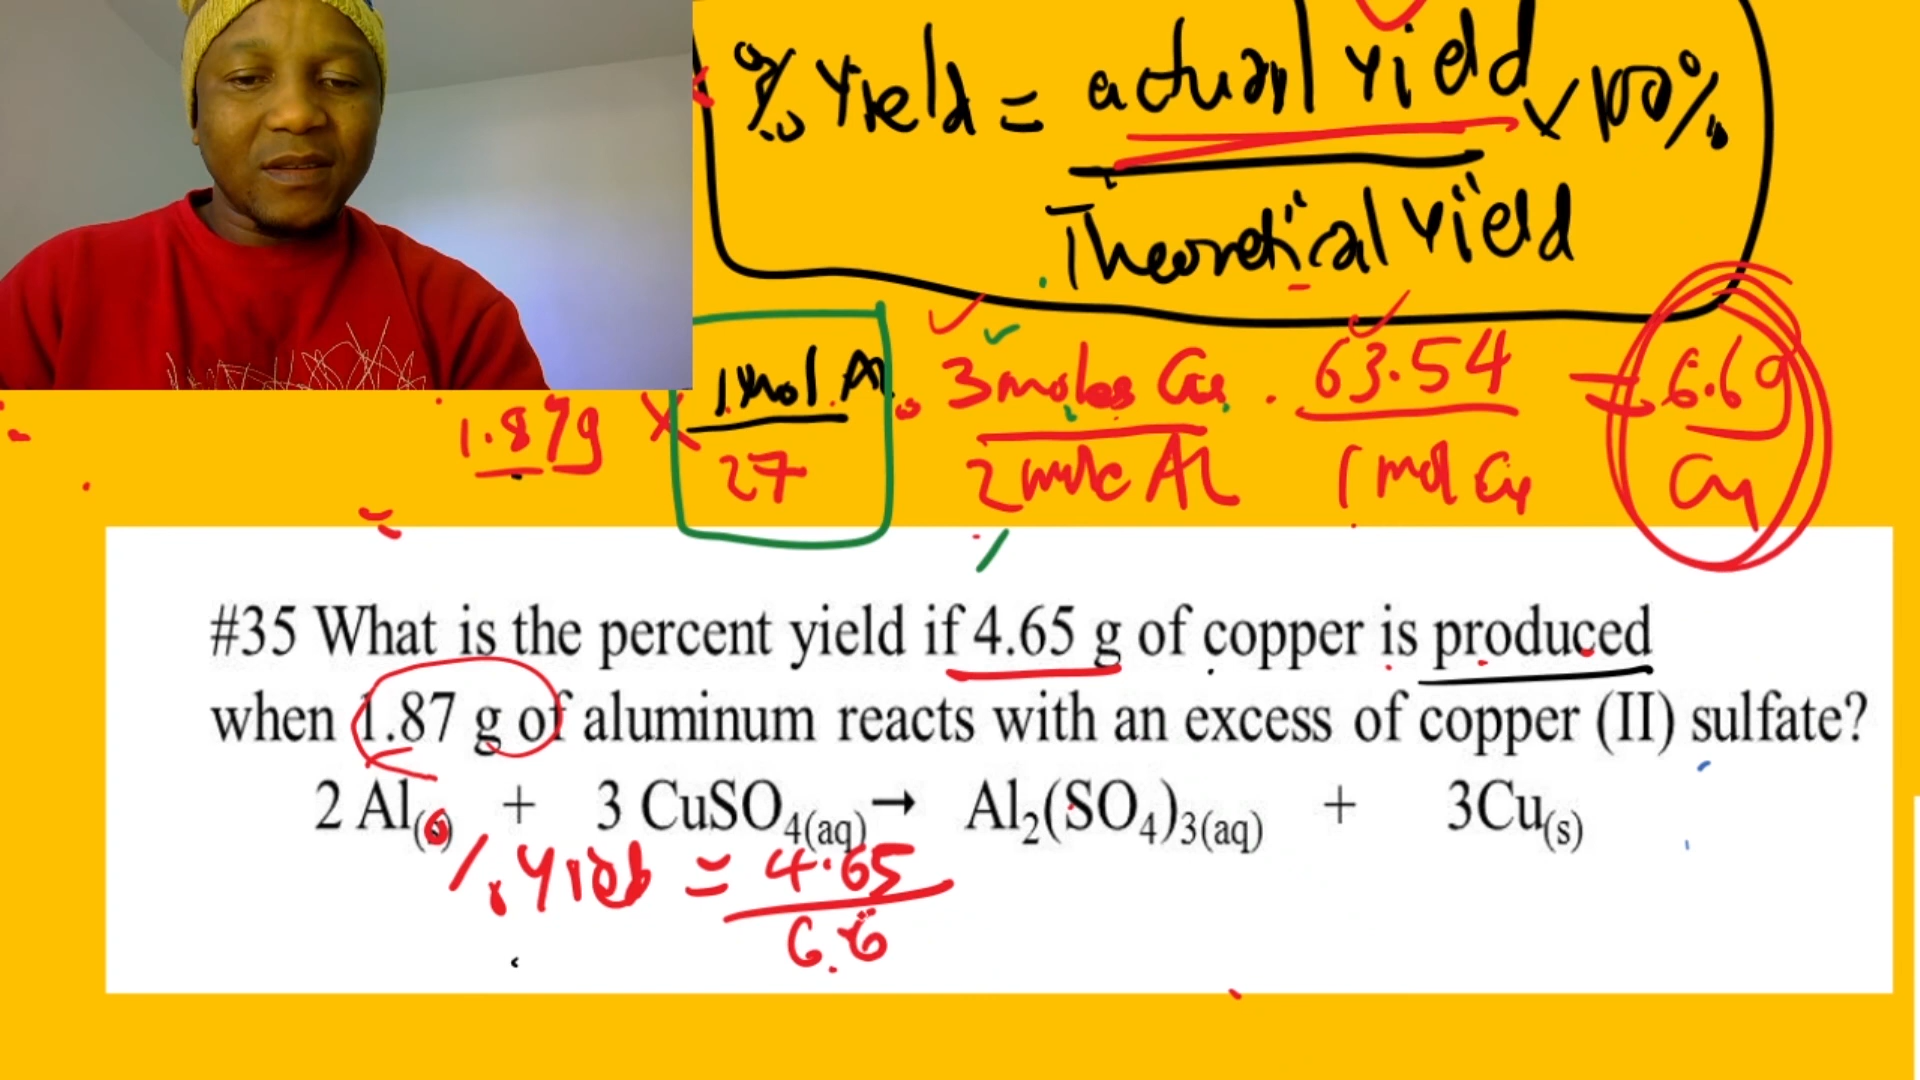 % Yield = actual yield × 100%
Theoretical yield
1.87g × 1 mol Al . 3 moles Cu . 63.54 = 6.6g
27 2 mole Al 1 mol Cu Cu
#35 What is the percent yield if 4.65 g of copper is produced
when 1.87 g of aluminum reacts with an excess of copper (II) sulfate?
2 Al(s) + 3 CuSO4(aq) → Al2(SO4)3(aq) + 3Cu(s)
% Yield = 4.65
6.6